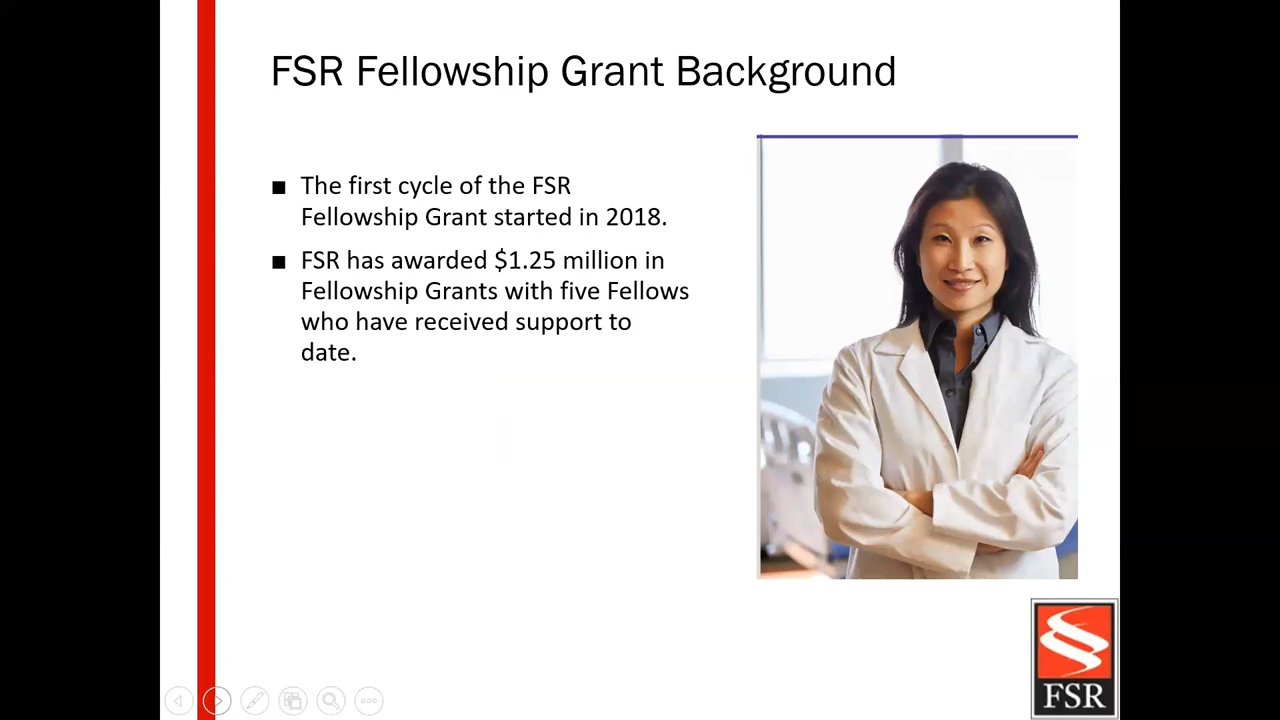 FSR Fellowship Grant Background
■ The first cycle of the FSR
Fellowship Grant started in 2018.
■ FSR has awarded $1.25 million in
Fellowship Grants with five Fellows
who have received support to
date.
FSR